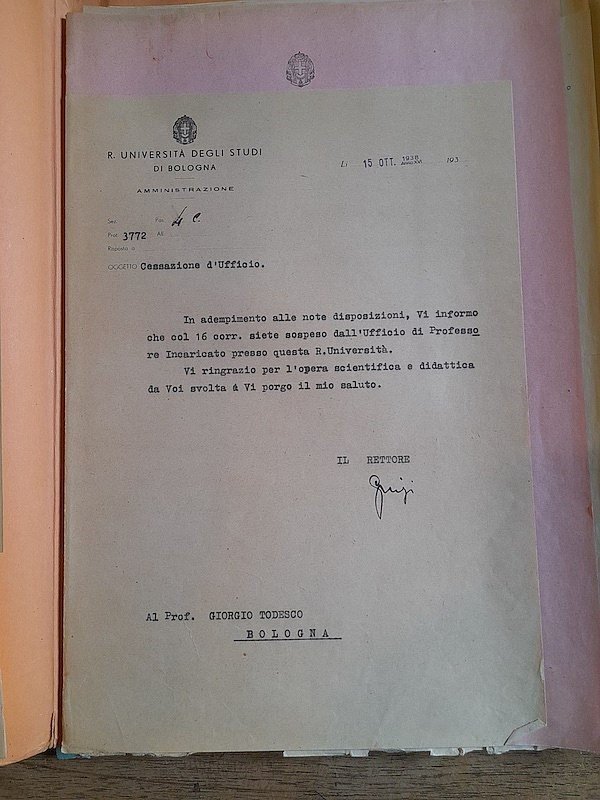 R. UNIVERSITÀ DEGLI STUDI
DI BOLOGNA
AMMINISTRAZIONE
Li 15 OTT. 1938 Anno XVI 193
Sez. Pos. 4 C.
Prot. 3772 All.
Risposta a
OGGETTO Cessazione d'Ufficio.
In adempimento alle note disposizioni, Vi informo
che col 16 corr. siete sospeso dall'Ufficio di Professo
re Incaricato presso questa R.Università.
Vi ringrazio per l'opera scientifica e didattica
da Voi svolta e Vi porgo il mio saluto.
IL RETTORE
Ghigi
Al Prof. GIORGIO TODESCO
BOLOGNA